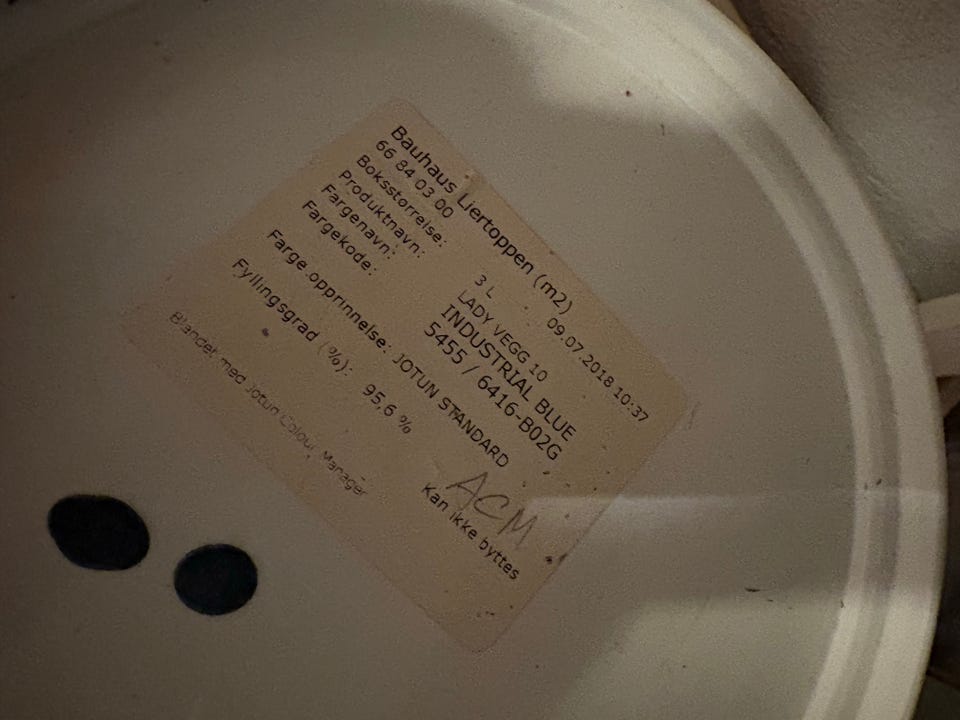 Bauhaus Liertoppen (m2)
66 84 03 00 09.07.2018 10:37
Boksstørrelse: 3 L
Produktnavn: LADY VEGG 10
Fargenavn: INDUSTRIAL BLUE
Fargekode: 5455 / 6416-B02G
Farge opprinnelse: JOTUN STANDARD
Fyllingsgrad (%): 95,6 %
ACM
Kan ikke byttes
Blandet med Jotun Colour Manager